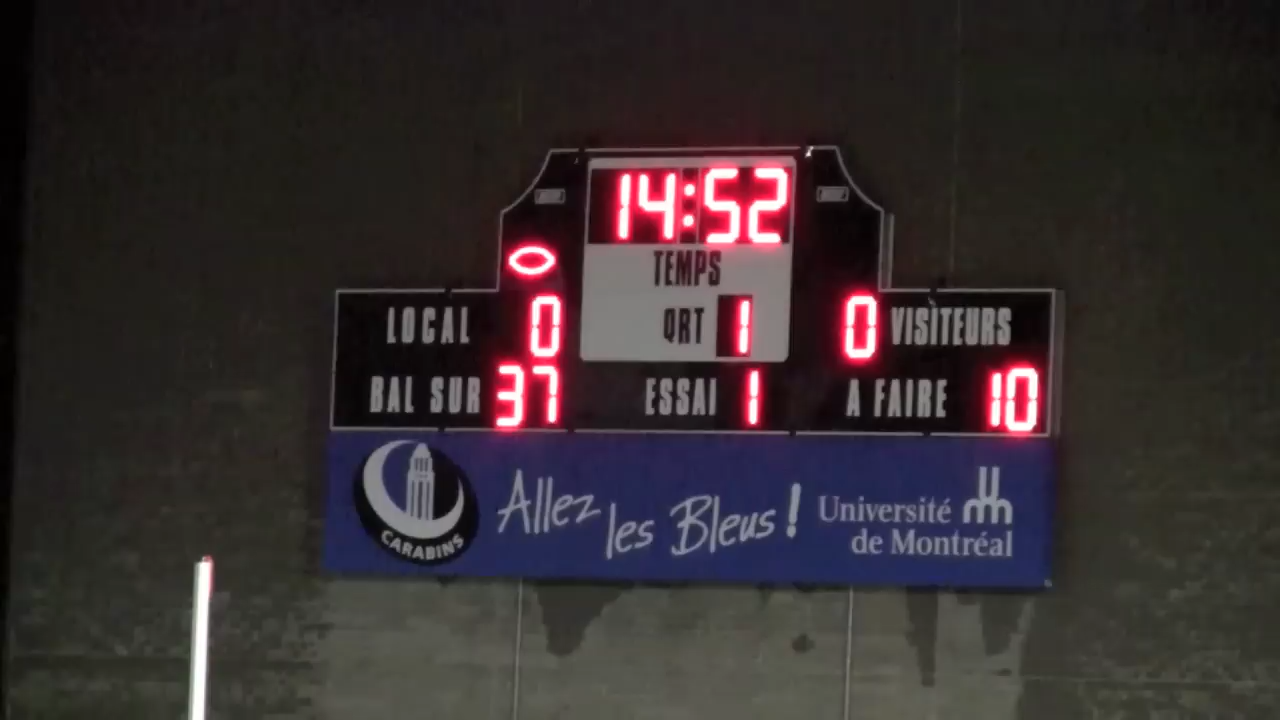 14:52
TEMPS
LOCAL 0 QRT 1 0 VISITEURS
BAL SUR 37 ESSAI 1 A FAIRE 10
CARABINS
Allez les Bleus!
Université
de Montréal